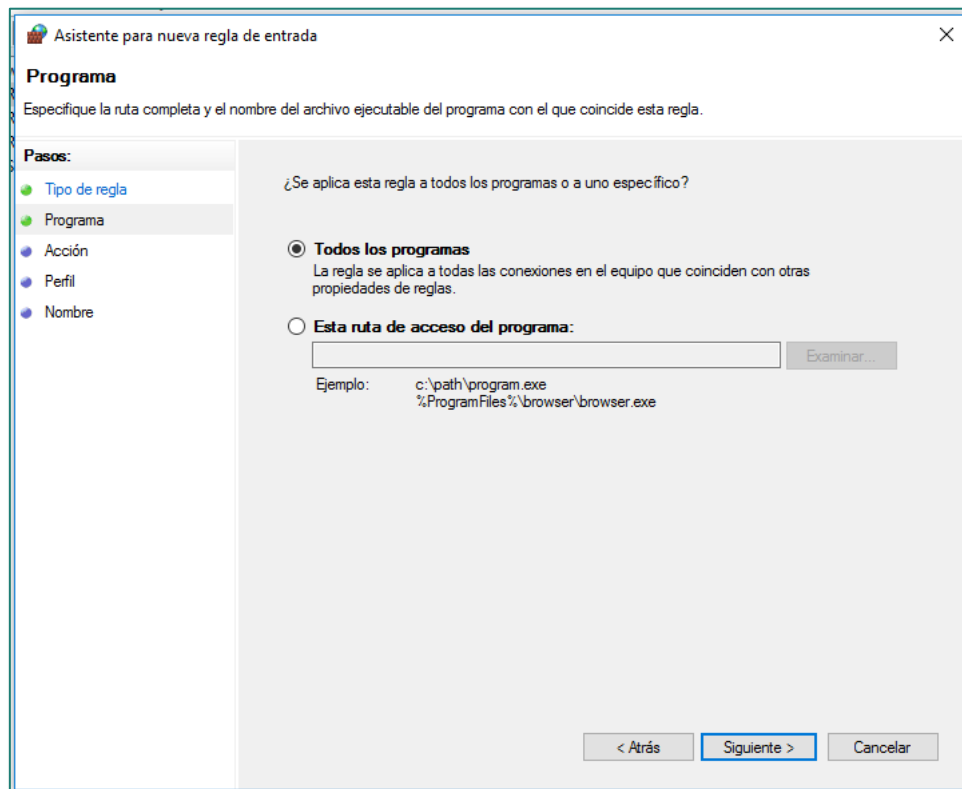 Asistente para nueva regla de entrada
Programa
Especifique la ruta completa y el nombre del archivo ejecutable del programa con el que coincide esta regla.
Pasos:
Tipo de regla
Programa
Acción
Perfil
Nombre
¿Se aplica esta regla a todos los programas o a uno específico?
Todos los programas
La regla se aplica a todas las conexiones en el equipo que coinciden con otras
propiedades de reglas.
Esta ruta de acceso del programa:
Examinar...
Ejemplo: c:\path\program.exe
%ProgramFiles%\browser\browser.exe
< Atrás Siguiente > Cancelar